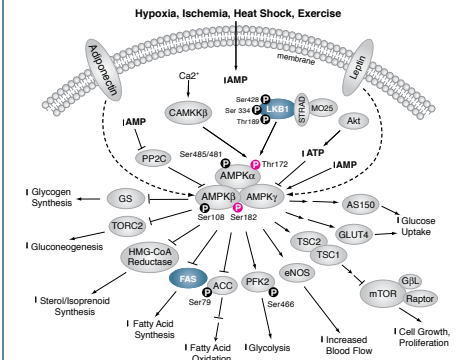 Hypoxia, Ischemia, Heat Shock, Exercise
membrane
Adiponectin
Leptin
Ca2+
IAMP
CAMKKβ
Ser428
P
Ser 334
P
Thr189
P
LKB1
STRAD
MO25
Akt
IAMP
PP2C
Ser485/481
P
P
Thr172
I ATP
IAMP
AMPKα
AMPKβ
AMPKγ
P
P
Ser108
Ser182
I Glycogen
Synthesis
GS
TORC2
I Gluconeogenesis
HMG-CoA
Reductase
I Sterol/Isoprenoid
Synthesis
FAS
P
Ser79
ACC
I Fatty Acid
Synthesis
I Fatty Acid
Oxidation
PFK2
P
Ser466
I Glycolysis
eNOS
I Increased
Blood Flow
TSC2
TSC1
AS150
GLUT4
I Glucose
Uptake
mTOR
GβL
Raptor
I Cell Growth,
Proliferation